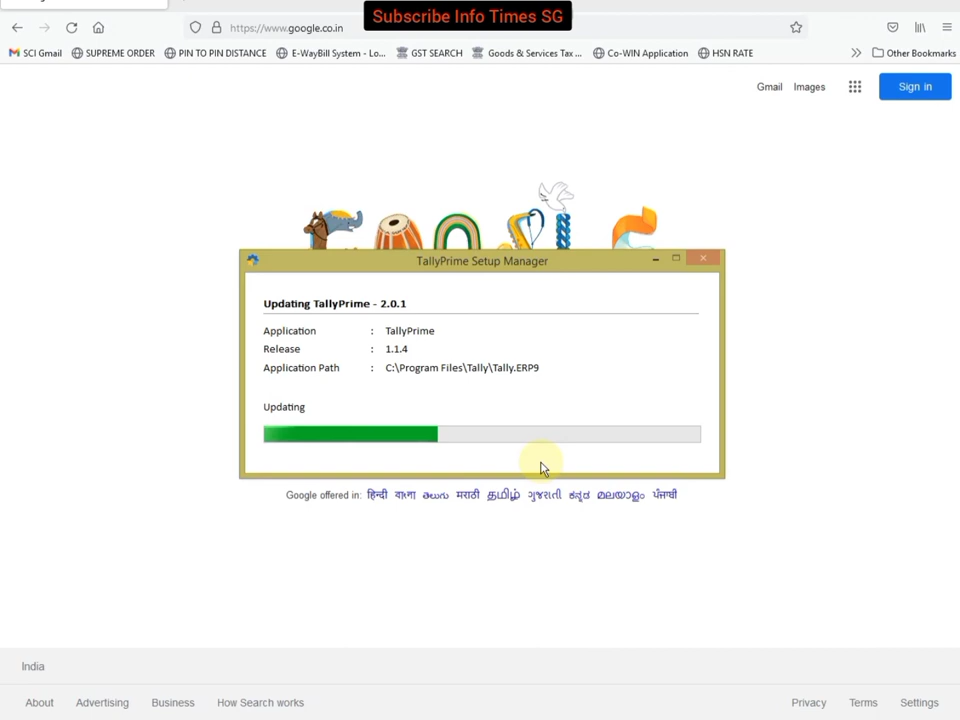 Subscribe Info Times SG
https://www.google.co.in
SCI Gmail SUPREME ORDER PIN TO PIN DISTANCE E-WayBill System - Lo... GST SEARCH Goods & Services Tax ... Co-WIN Application HSN RATE Other Bookmarks
Gmail Images Sign in
TallyPrime Setup Manager
Updating TallyPrime - 2.0.1
Application : TallyPrime
Release : 1.1.4
Application Path : C:\Program Files\Tally\Tally.ERP9
Updating
Google offered in: हिन्दी বাংলা తెలుగు मराठी தமிழ் ગુજરાતી ಕನ್ನಡ മലയാളം ਪੰਜਾਬੀ
India
About Advertising Business How Search works Privacy Terms Settings